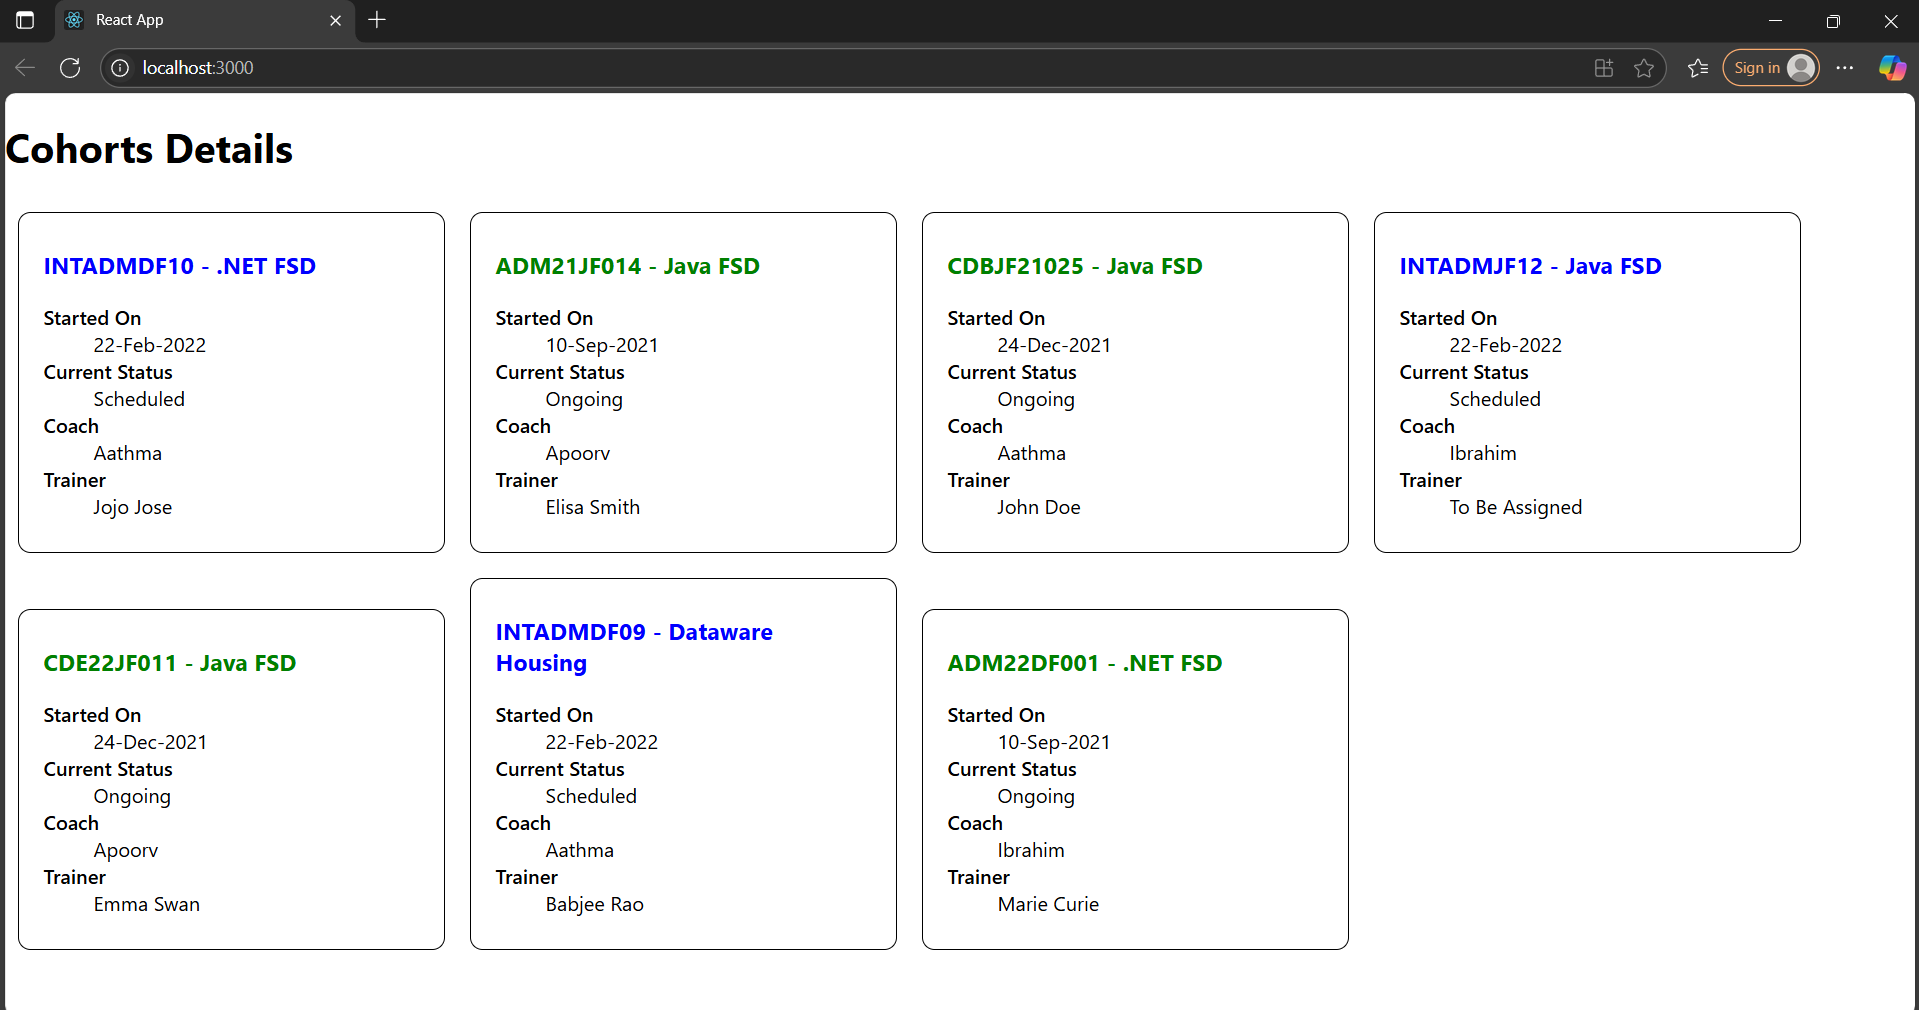 React App
localhost:3000
Sign in
Cohorts Details
INTADMDF10 - .NET FSD
Started On
22-Feb-2022
Current Status
Scheduled
Coach
Aathma
Trainer
Jojo Jose
ADM21JF014 - Java FSD
Started On
10-Sep-2021
Current Status
Ongoing
Coach
Apoorv
Trainer
Elisa Smith
CDBJF21025 - Java FSD
Started On
24-Dec-2021
Current Status
Ongoing
Coach
Aathma
Trainer
John Doe
INTADMJF12 - Java FSD
Started On
22-Feb-2022
Current Status
Scheduled
Coach
Ibrahim
Trainer
To Be Assigned
CDE22JF011 - Java FSD
Started On
24-Dec-2021
Current Status
Ongoing
Coach
Apoorv
Trainer
Emma Swan
INTADMDF09 - Dataware
Housing
Started On
22-Feb-2022
Current Status
Scheduled
Coach
Aathma
Trainer
Babjee Rao
ADM22DF001 - .NET FSD
Started On
10-Sep-2021
Current Status
Ongoing
Coach
Ibrahim
Trainer
Marie Curie